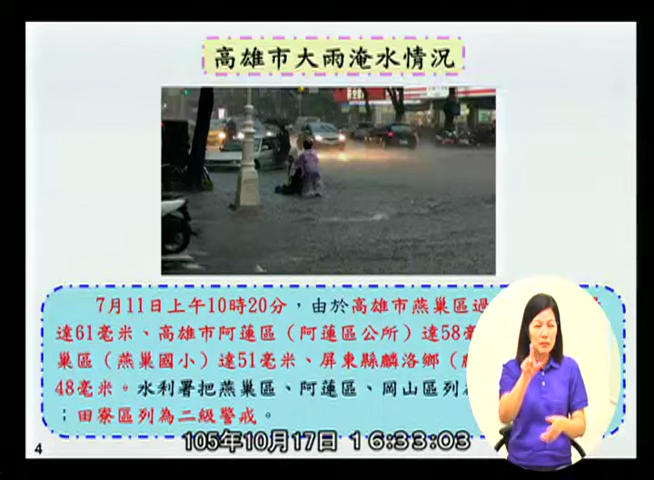 高雄市大雨淹水情況
7月11日上午10時20分，由於高雄市燕巢區過
達61毫米、高雄市阿蓮區（阿蓮區公所）達58毫
巢區（燕巢國小）達51毫米、屏東縣麟洛鄉（
48毫米。水利署把燕巢區、阿蓮區、岡山區列
；田寮區列為二級警戒。
105年10月17日 16:33:03
4